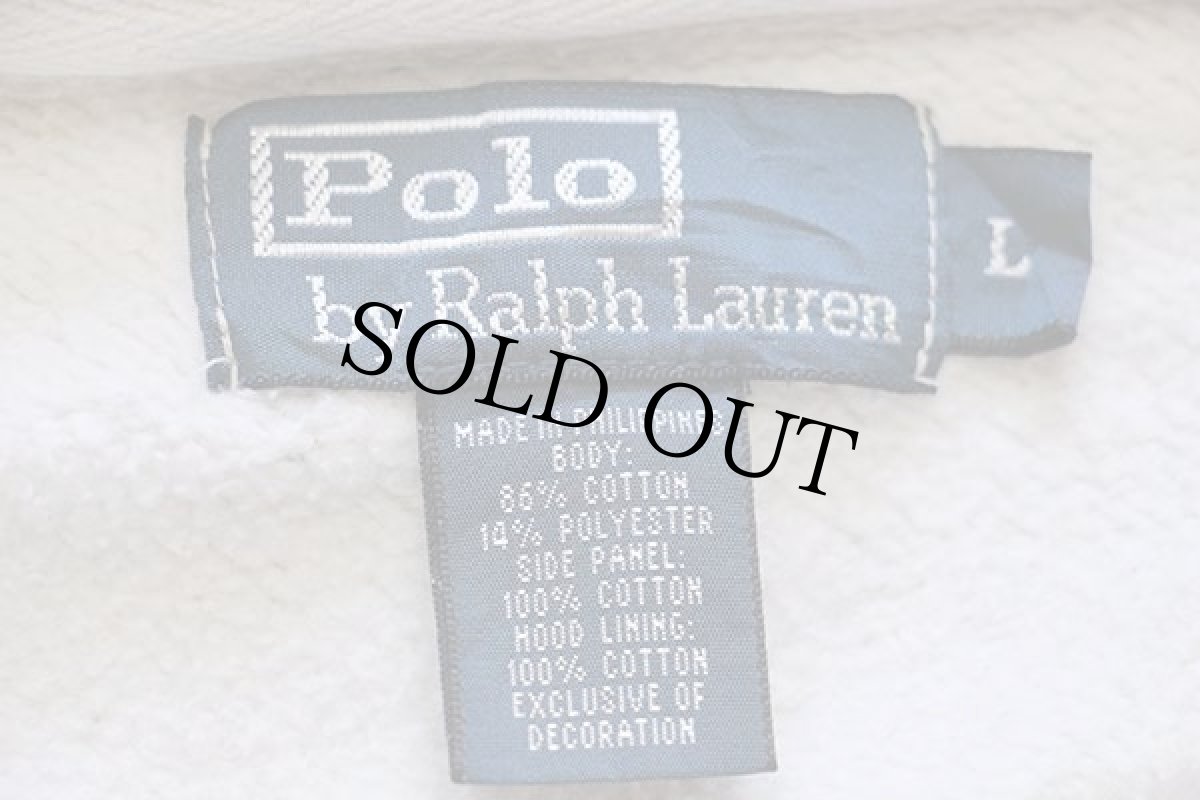 Polo
by Ralph Lauren
L
SOLD OUT
MADE IN PHILIPPINES
BODY:
86% COTTON
14% POLYESTER
SIDE PANEL:
100% COTTON
HOOD LINING:
100% COTTON
EXCLUSIVE OF
DECORATION